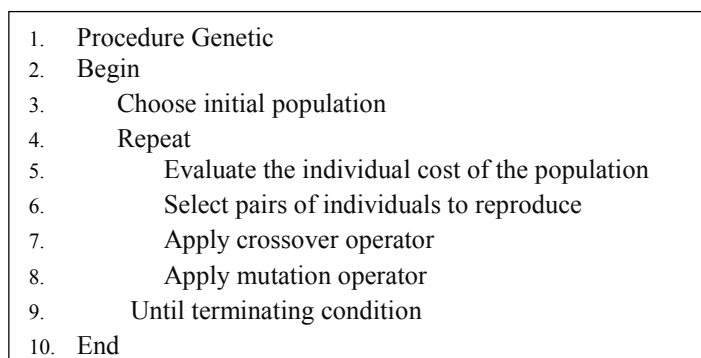 1. Procedure Genetic
2. Begin
3. Choose initial population
4. Repeat
5. Evaluate the individual cost of the population
6. Select pairs of individuals to reproduce
7. Apply crossover operator
8. Apply mutation operator
9. Until terminating condition
10. End